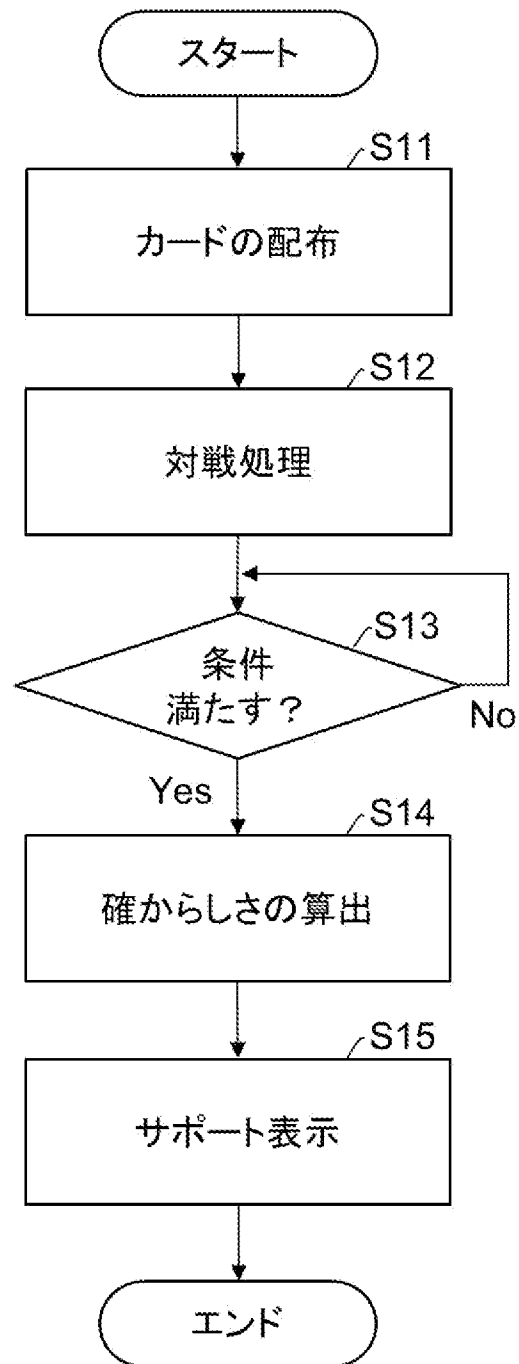 スタート
S11
カードの配布
S12
対戦処理
S13
条件
満たす？
No
Yes
S14
確からしさの算出
S15
サポート表示
エンド